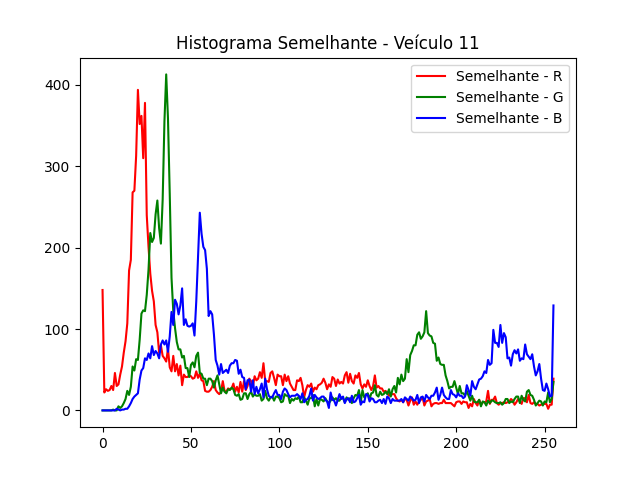 Histograma Semelhante - Veículo 11
Semelhante - R
Semelhante - G
Semelhante - B
400
300
200
100
0
0 50 100 150 200 250